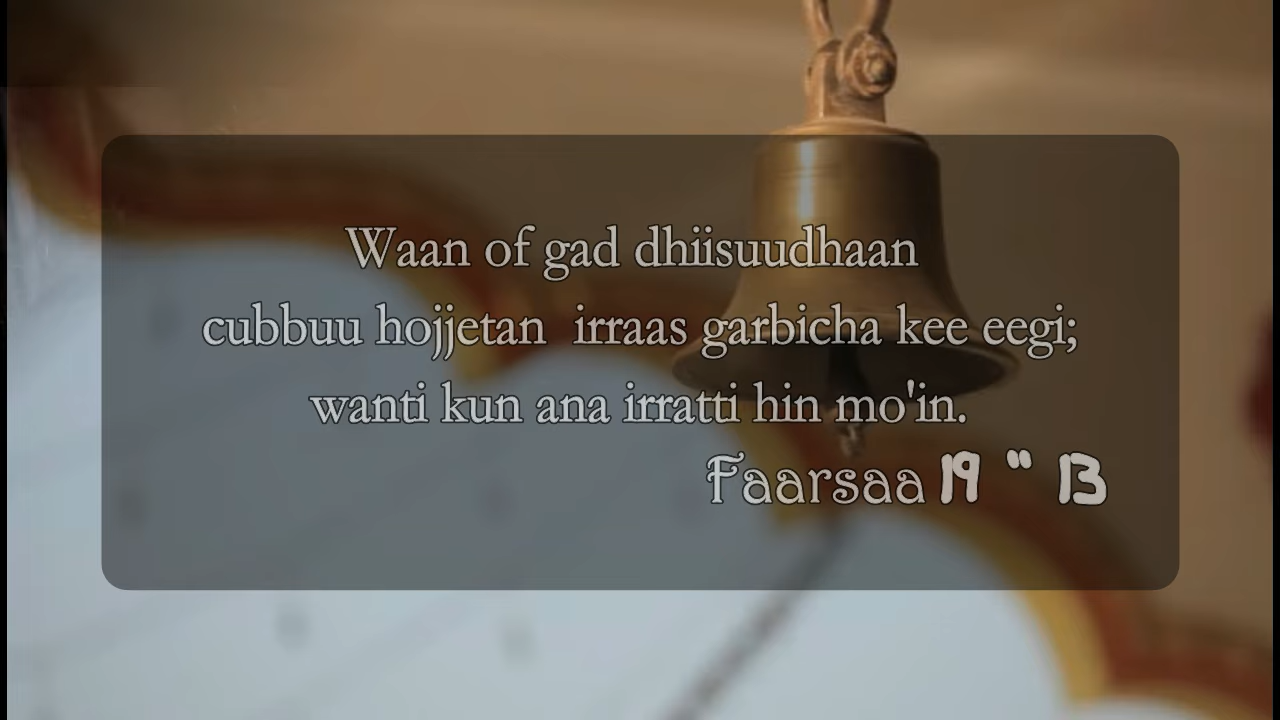 Waan of gad dhiisuudhaan
cubbuu hojjetan irraas garbicha kee eegi;
wanti kun ana irratti hin mo'in.
Faarsaa 19 " 13